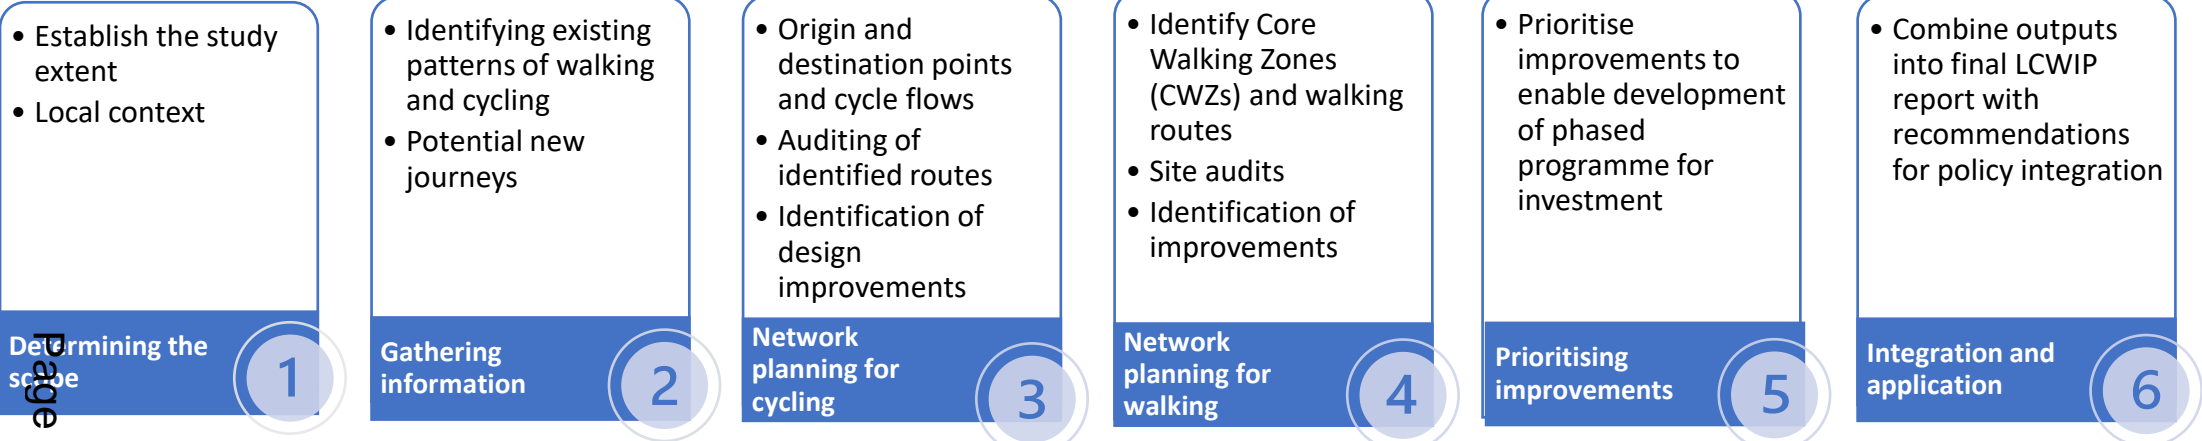 • Establish the study
extent
• Local context
Determining the
scope
1
Page
• Identifying existing
patterns of walking
and cycling
• Potential new
journeys
Gathering
information
2
• Origin and
destination points
and cycle flows
• Auditing of
identified routes
• Identification of
design
improvements
Network
planning for
cycling
3
• Identify Core
Walking Zones
(CWZs) and walking
routes
• Site audits
• Identification of
improvements
Network
planning for
walking
4
• Prioritise
improvements to
enable development
of phased
programme for
investment
Prioritising
improvements
5
• Combine outputs
into final LCWIP
report with
recommendations
for policy integration
Integration and
application
6